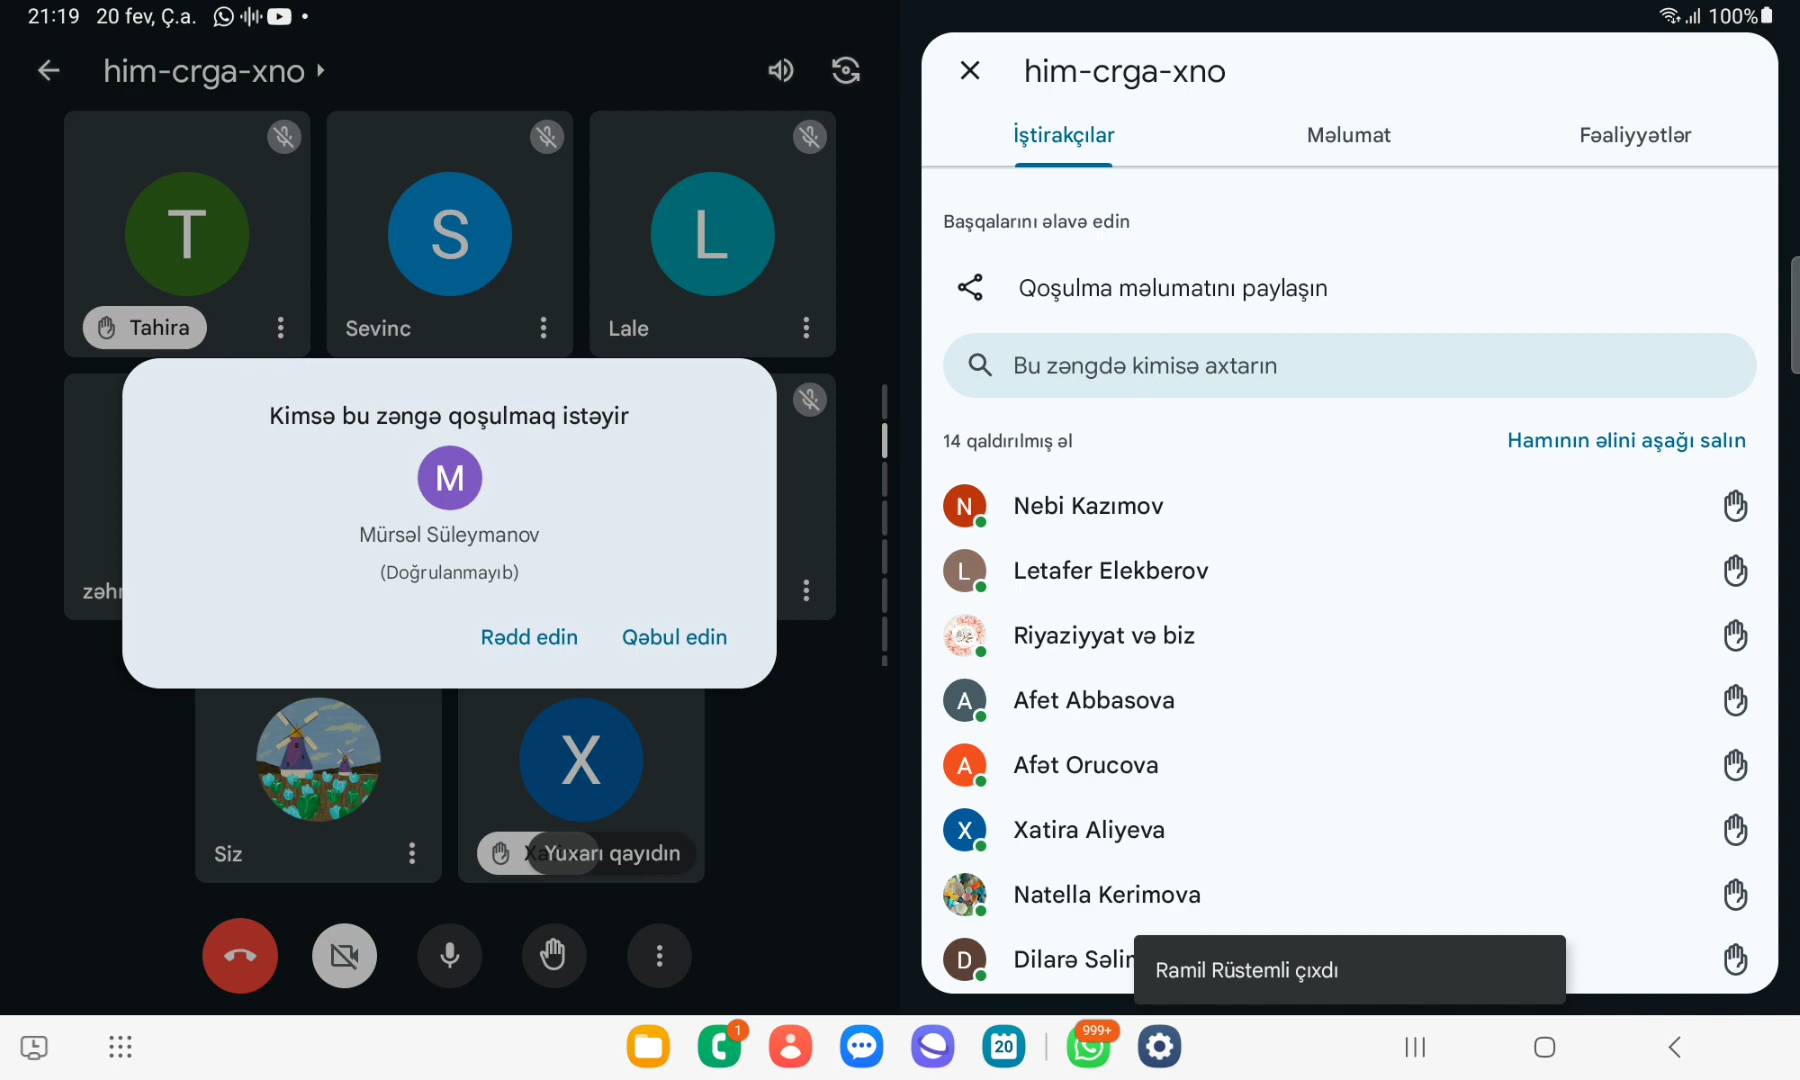 21:19 20 fev, Ç.a.
100%
him-crga-xno
T
S
L
Tahira
Sevinc
Lale
Kimsə bu zəngə qoşulmaq istəyir
M
Mürsəl Süleymanov
(Doğrulanmayıb)
Rədd edin
Qəbul edin
Siz
X
Yuxarı qayıdın
him-crga-xno
İştirakçılar
Məlumat
Fəaliyyətlər
Başqalarını əlavə edin
Qoşulma məlumatını paylaşın
Bu zəngdə kimisə axtarın
14 qaldırılmış əl
Hamının əlini aşağı salın
N Nebi Kazımov
L Letafer Elekberov
Riyaziyyat və biz
A Afet Abbasova
A Afət Orucova
X Xatira Aliyeva
Natella Kerimova
D Dilarə
Ramil Rüstemli çıxdı
1
20
999+